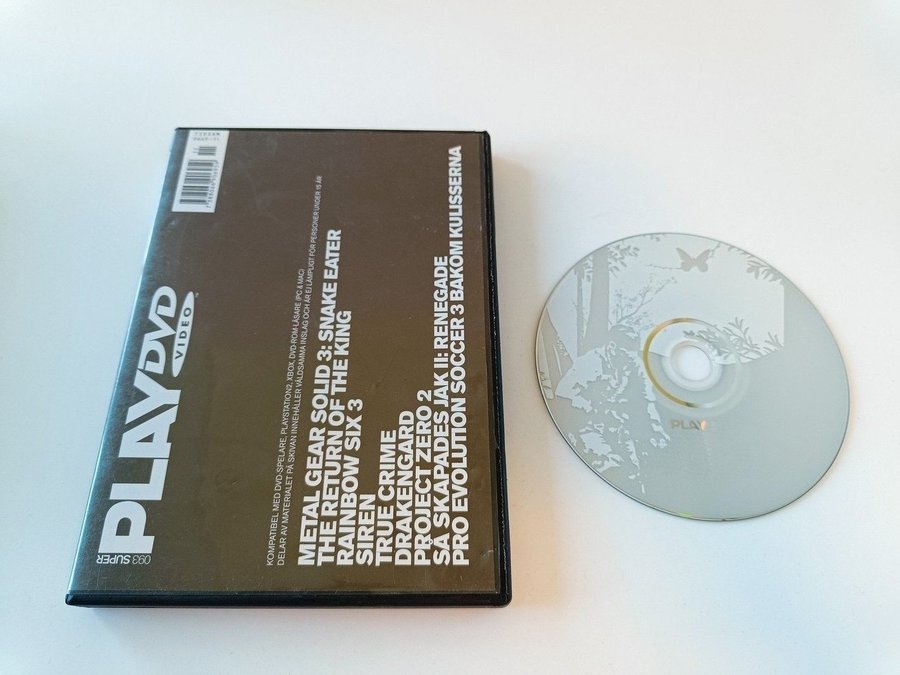 093 SUPER
PLAY DVD
VIDEO
KOMPATIBEL MED DVD-SPELARE, PLAYSTATION2, XBOX, DVD-ROM-LÄSARE (PC & MAC)
DELAR AV MATERIALET PÅ SKIVAN INNEHÅLLER VÅLDSAMMA INSLAG OCH ÄR EJ LÄMPLIGT FÖR PERSONER UNDER 15 ÅR
METAL GEAR SOLID 3: SNAKE EATER
THE RETURN OF THE KING
RAINBOW SIX 3
SIREN
TRUE CRIME
DRAKENGARD
PROJECT ZERO 2
SÅ SKAPADES JAK II: RENEGADE
PRO EVOLUTION SOCCER 3 BAKOM KULISSERNA
PLAY